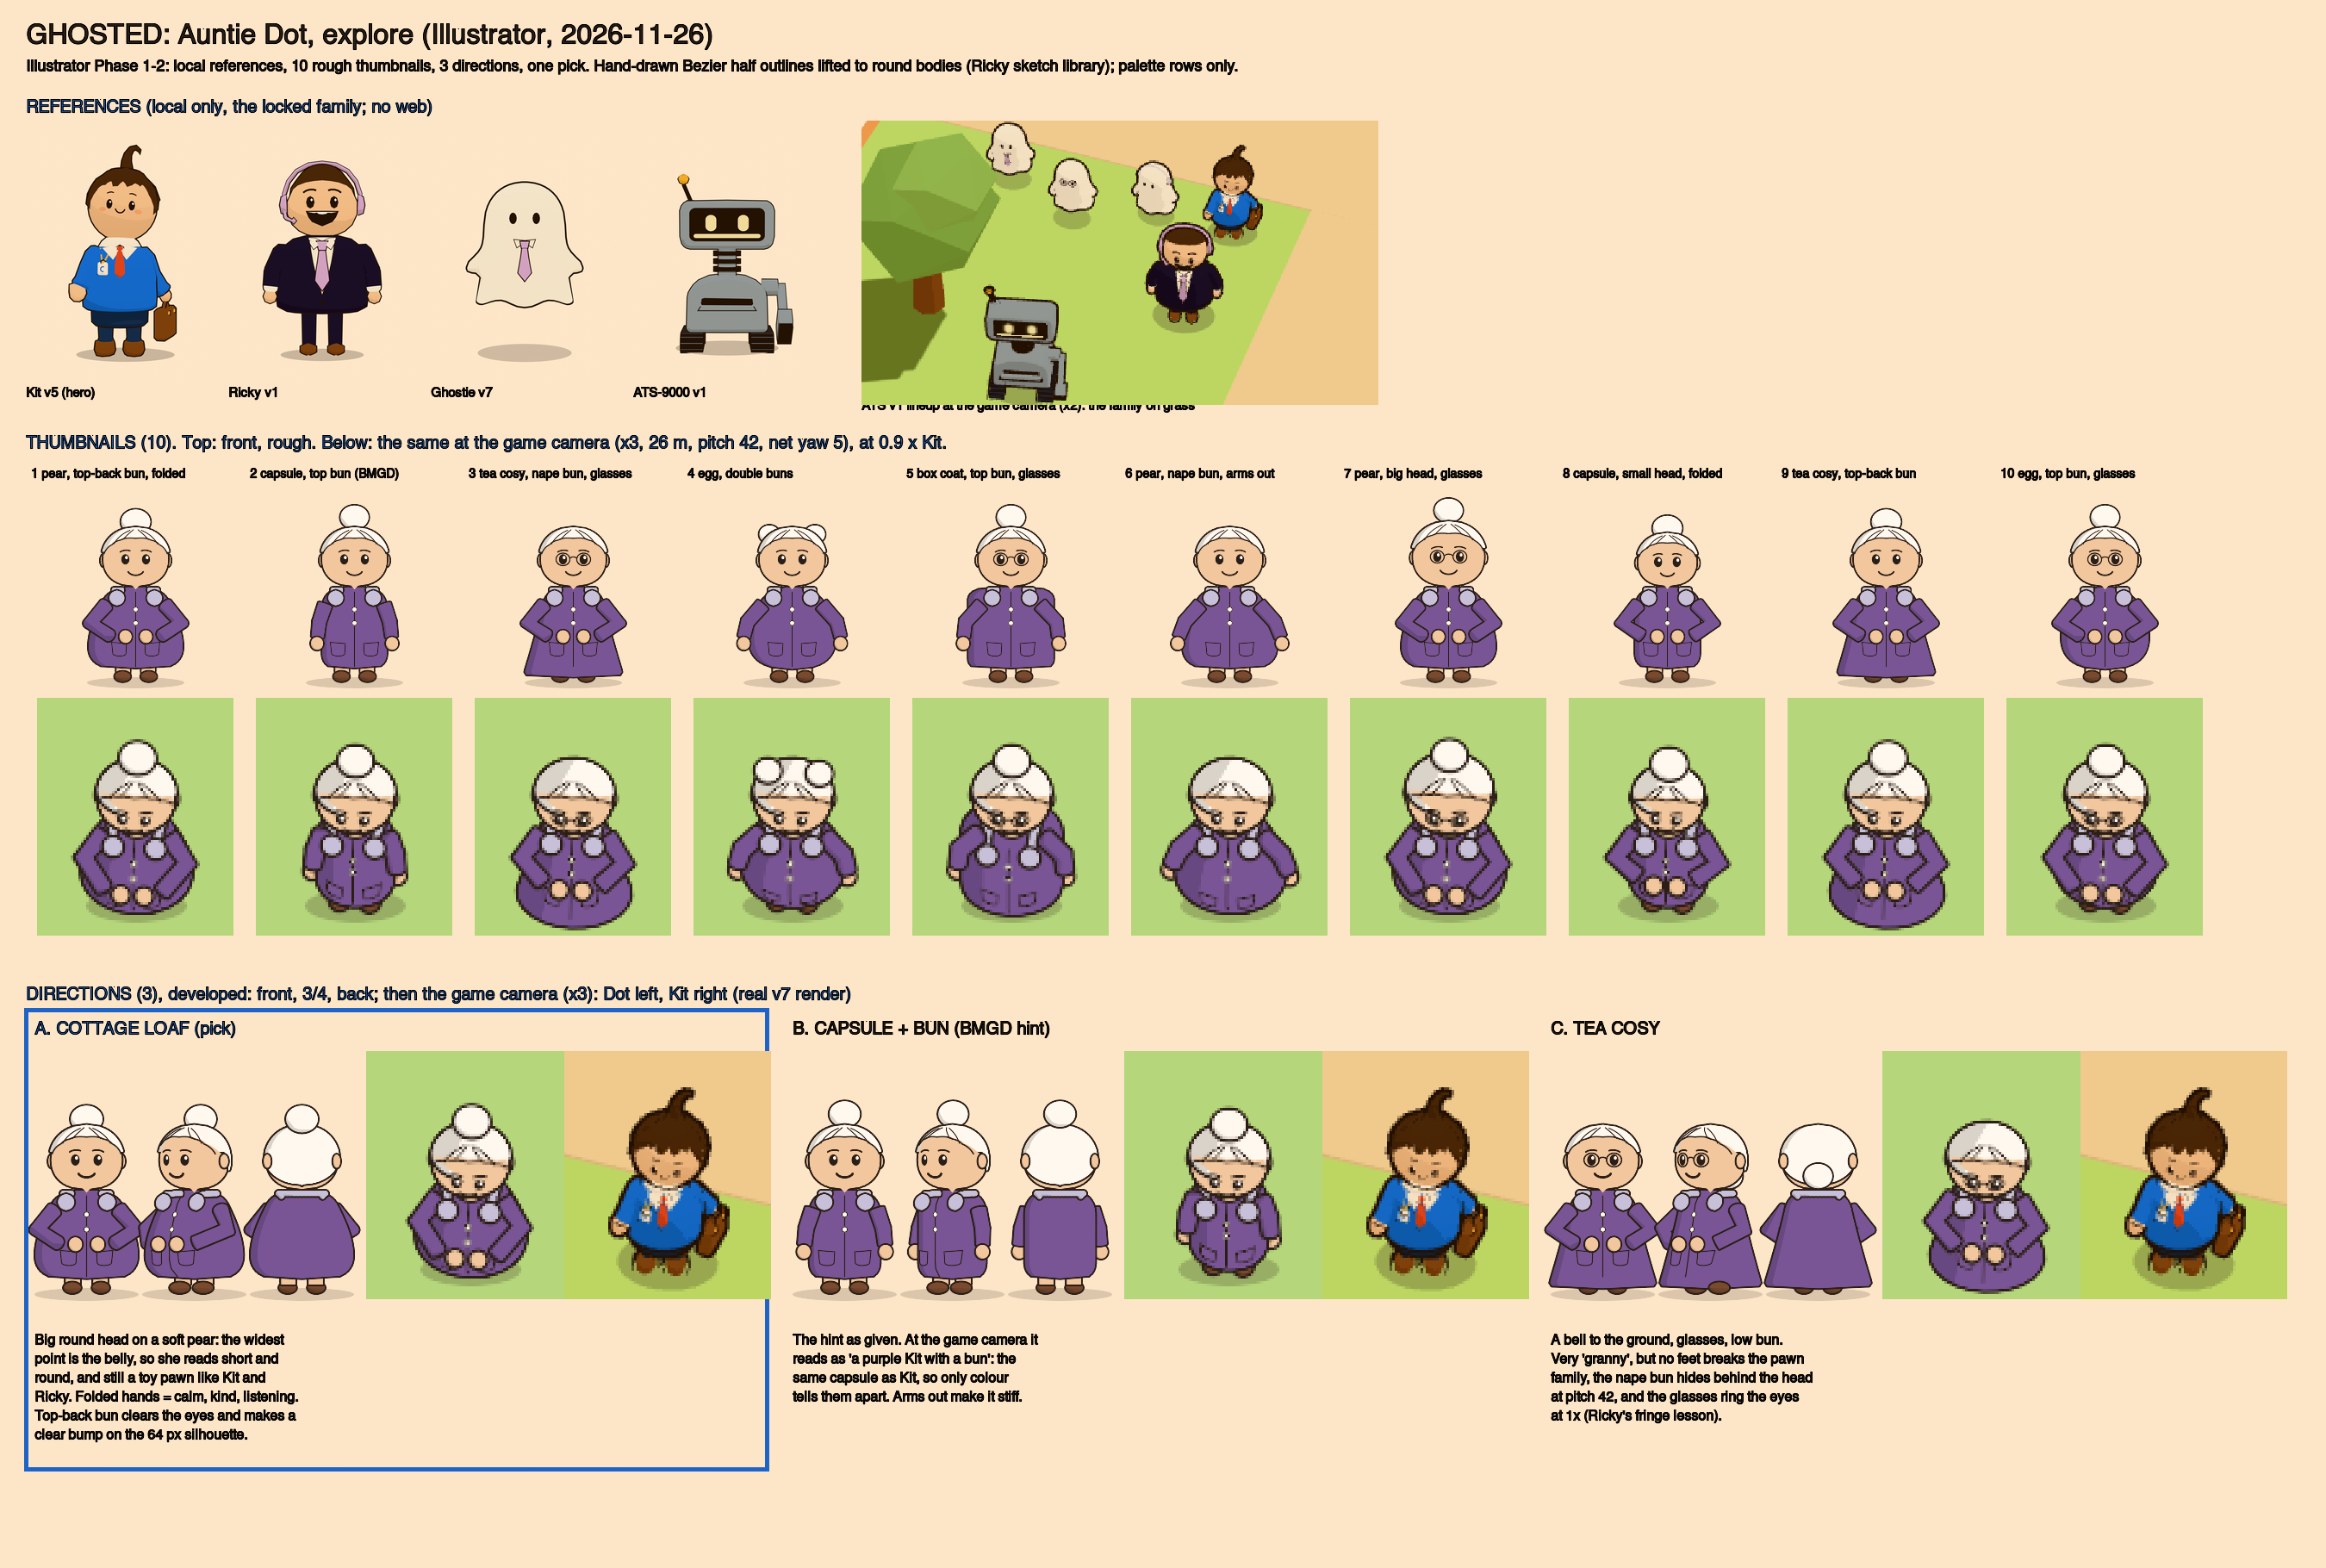 GHOSTED: Auntie Dot, explore (Illustrator, 2026-11-26)
Illustrator Phase 1-2: local references, 10 rough thumbnails, 3 directions, one pick. Hand-drawn Bezier half outlines lifted to round bodies (Ricky sketch library); palette rows only.
REFERENCES (local only, the locked family; no web)
C
Kit v5 (hero)
Ricky v1
Ghostie v7
ATS-9000 v1
ATS v1 lineup at the game camera (x2): the family on grass
THUMBNAILS (10). Top: front, rough. Below: the same at the game camera (x3, 26 m, pitch 42, net yaw 5), at 0.9 x Kit.
1 pear, top-back bun, folded
2 capsule, top bun (BMGD)
3 tea cosy, nape bun, glasses
4 egg, double buns
5 box coat, top bun, glasses
6 pear, nape bun, arms out
7 pear, big head, glasses
8 capsule, small head, folded
9 tea cosy, top-back bun
10 egg, top bun, glasses
DIRECTIONS (3), developed: front, 3/4, back; then the game camera (x3): Dot left, Kit right (real v7 render)
A. COTTAGE LOAF (pick)
Big round head on a soft pear: the widest
point is the belly, so she reads short and
round, and still a toy pawn like Kit and
Ricky. Folded hands = calm, kind, listening.
Top-back bun clears the eyes and makes a
clear bump on the 64 px silhouette.
B. CAPSULE + BUN (BMGD hint)
The hint as given. At the game camera it
reads as 'a purple Kit with a bun': the
same capsule as Kit, so only colour
tells them apart. Arms out make it stiff.
C. TEA COSY
A bell to the ground, glasses, low bun.
Very 'granny', but no feet breaks the pawn
family, the nape bun hides behind the head
at pitch 42, and the glasses ring the eyes
at 1x (Ricky's fringe lesson).